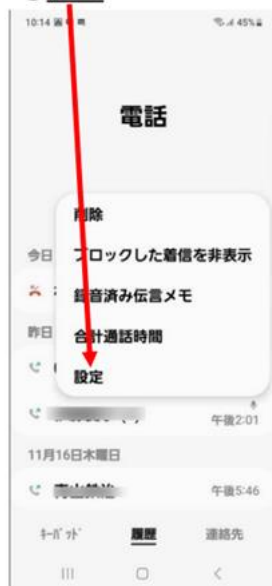 10:14 45%
電話
削除
今日
ブロックした着信を非表示
録音済み伝言メモ
昨日
合計通話時間
設定
午後2:01
11月16日木曜日
午後5:46
ｷｰﾊﾟｯﾄﾞ 履歴 連絡先